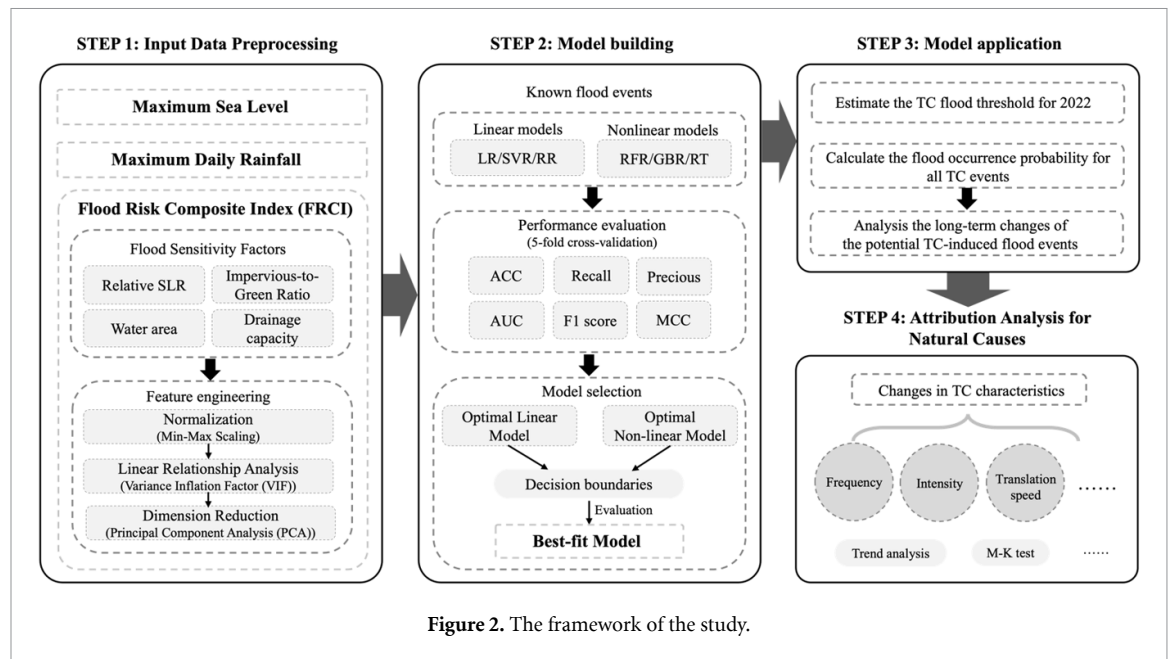 STEP 1: Input Data Preprocessing
Maximum Sea Level
Maximum Daily Rainfall
Flood Risk Composite Index (FRCI)
Flood Sensitivity Factors
Relative SLR
Impervious-to-
Green Ratio
Water area
Drainage
capacity
Feature engineering
Normalization
(Min-Max Scaling)
Linear Relationship Analysis
(Variance Inflation Factor (VIF))
Dimension Reduction
(Principal Component Analysis (PCA))
STEP 2: Model building
Known flood events
Linear models
LR/SVR/RR
Nonlinear models
RFR/GBR/RT
Performance evaluation
(5-fold cross-validation)
ACC
Recall
Precious
AUC
F1 score
MCC
Model selection
Optimal Linear
Model
Optimal
Non-linear Model
Decision boundaries
Evaluation
Best-fit Model
STEP 3: Model application
Estimate the TC flood threshold for 2022
Calculate the flood occurrence probability for
all TC events
Analysis the long-term changes of
the potential TC-induced flood events
STEP 4: Attribution Analysis for
Natural Causes
Changes in TC characteristics
Frequency
Intensity
Translation
speed
……
Trend analysis
M-K test
……
Figure 2. The framework of the study.